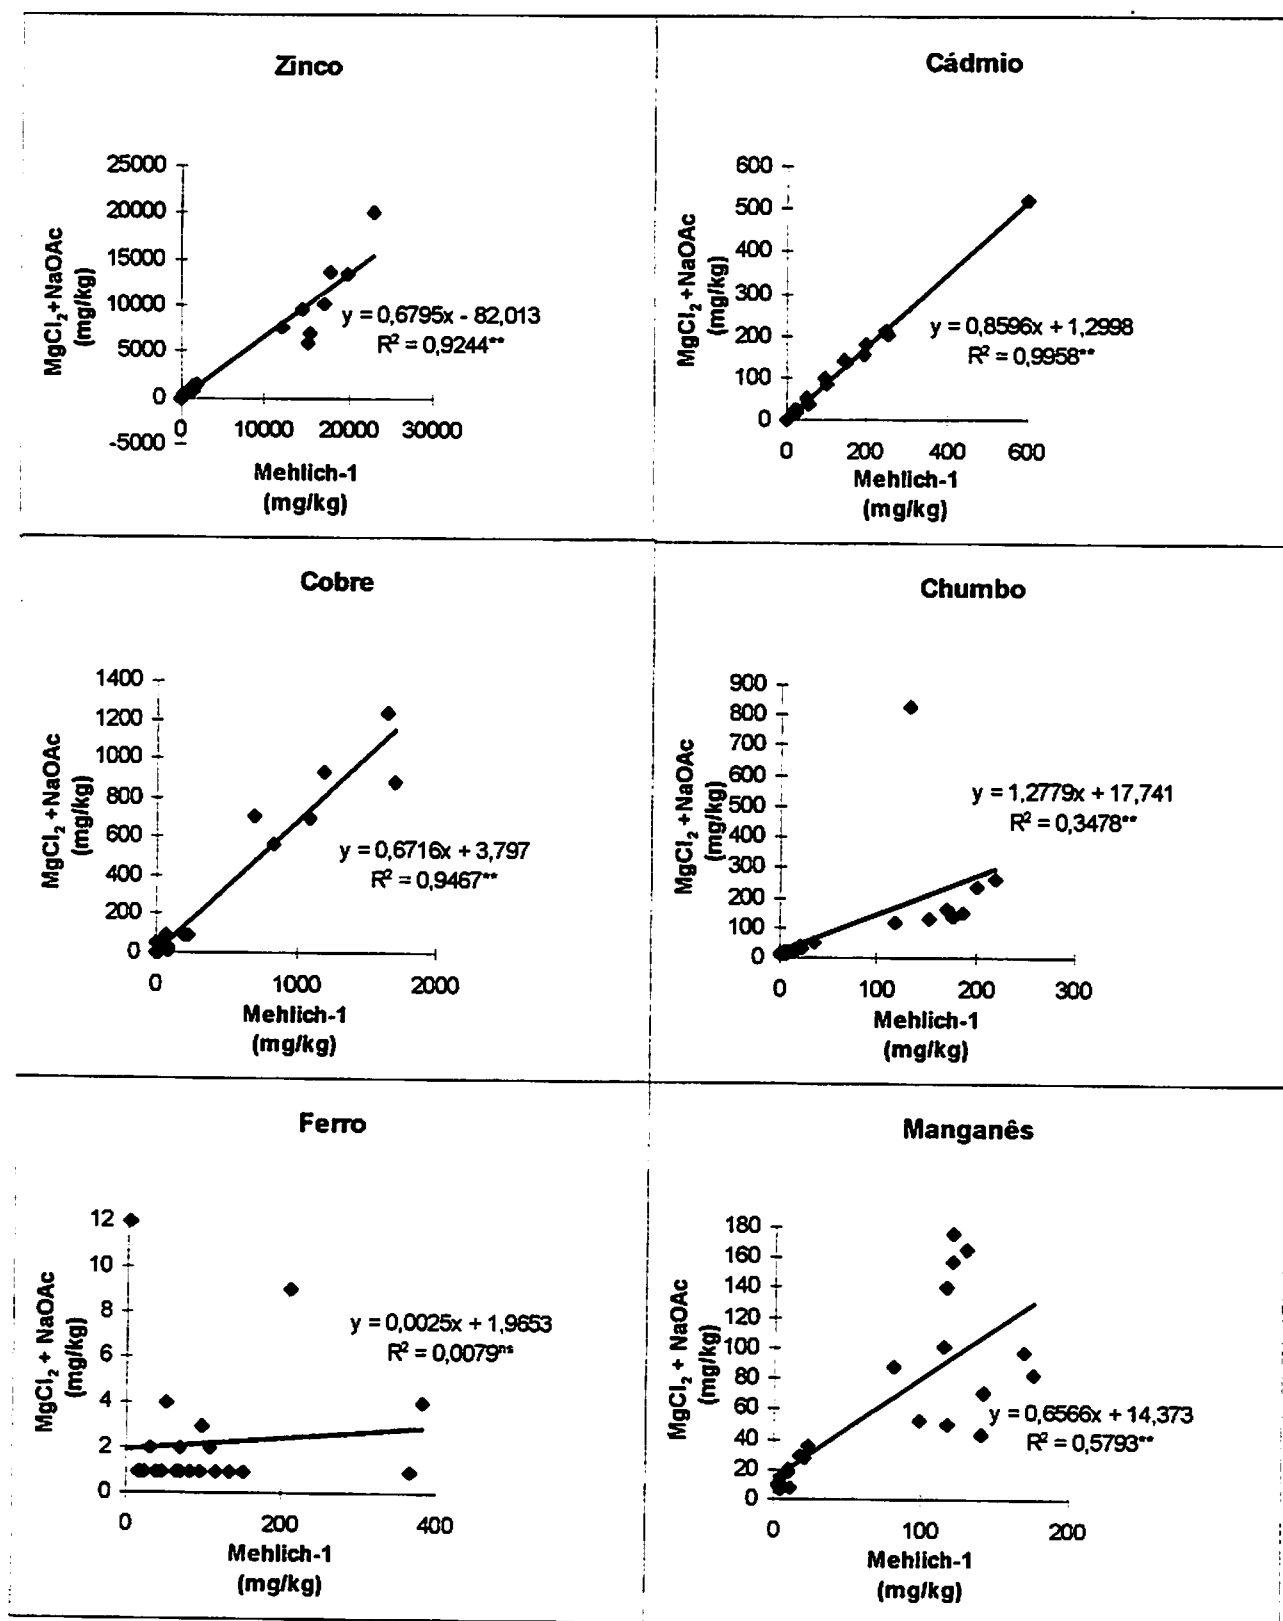 Zinco
25000
20000
15000
10000
5000
0
-5000
MgCl₂+NaOAc
(mg/kg)
y = 0,6795x - 82,013
R² = 0,9244**
0 10000 20000 30000
Mehlich-1
(mg/kg)
Cádmio
600
500
400
300
200
100
0
MgCl₂+NaOAc
(mg/kg)
y = 0,8596x + 1,2998
R² = 0,9958**
0 200 400 600
Mehlich-1
(mg/kg)
Cobre
1400
1200
1000
800
600
400
200
0
MgCl₂ +NaOAc
(mg/kg)
y = 0,6716x + 3,797
R² = 0,9467**
0 1000 2000
Mehlich-1
(mg/kg)
Chumbo
900
800
700
600
500
400
300
200
100
0
MgCl₂ +NaOAc
(mg/kg)
y = 1,2779x + 17,741
R² = 0,3478**
0 100 200 300
Mehlich-1
(mg/kg)
Ferro
12
10
8
6
4
2
0
MgCl₂ + NaOAc
(mg/kg)
y = 0,0025x + 1,9653
R² = 0,0079ⁿˢ
0 200 400
Mehlich-1
(mg/kg)
Manganês
180
160
140
120
100
80
60
40
20
0
MgCl₂ + NaOAc
(mg/kg)
y = 0,6566x + 14,373
R² = 0,5793**
0 100 200
Mehlich-1
(mg/kg)